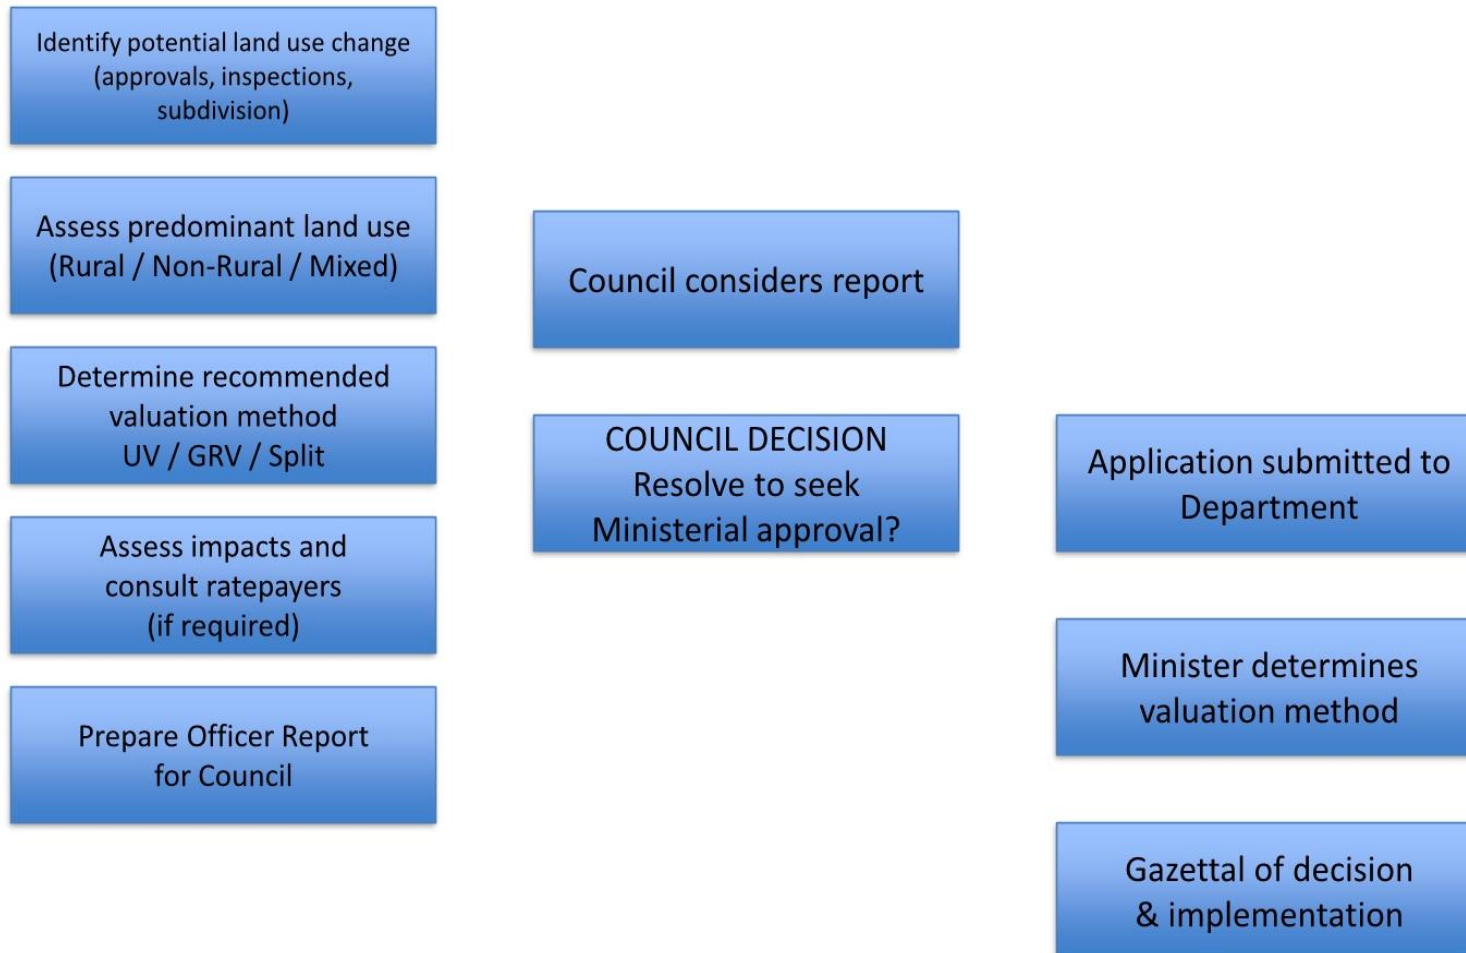 Identify potential land use change
(approvals, inspections,
subdivision)
Assess predominant land use
(Rural / Non-Rural / Mixed)
Determine recommended
valuation method
UV / GRV / Split
Assess impacts and
consult ratepayers
(if required)
Prepare Officer Report
for Council
Council considers report
COUNCIL DECISION
Resolve to seek
Ministerial approval?
Application submitted to
Department
Minister determines
valuation method
Gazettal of decision
& implementation